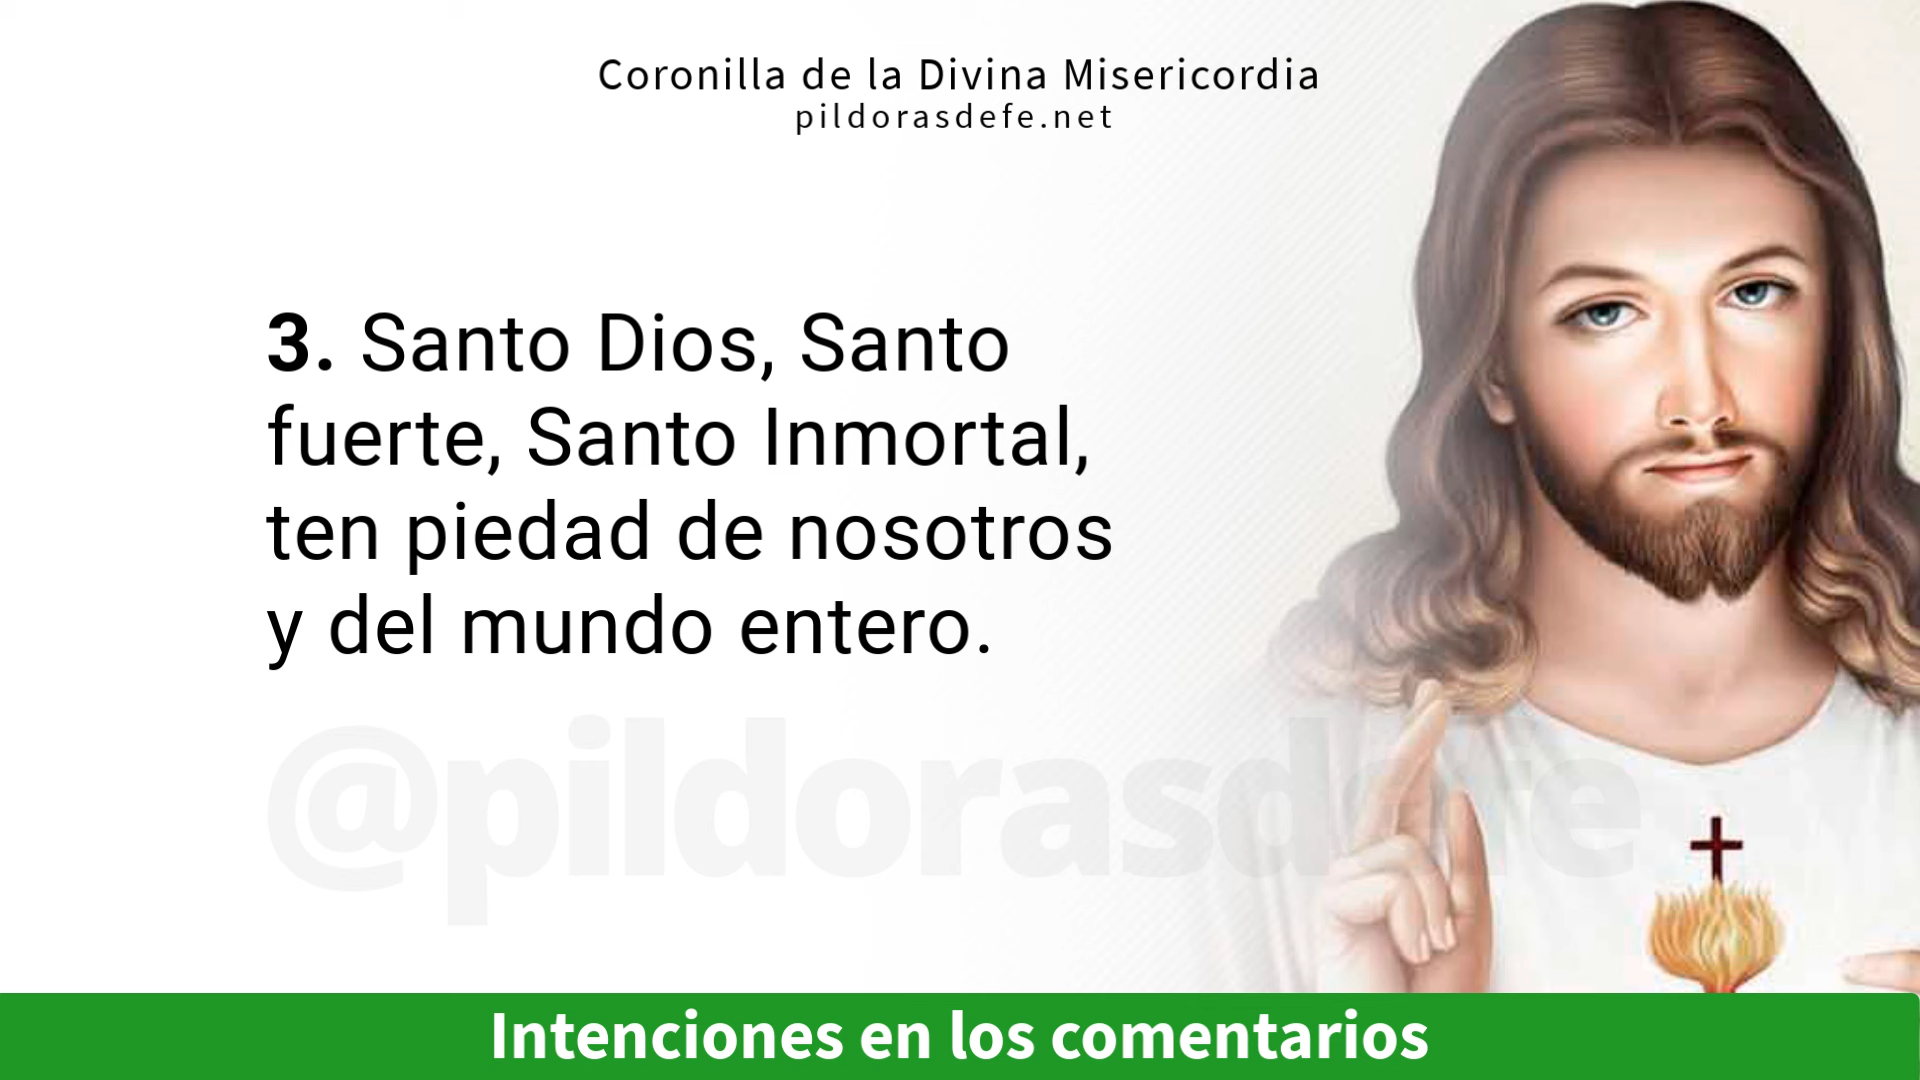 Coronilla de la Divina Misericordia
pildorasdefe.net
3. Santo Dios, Santo
fuerte, Santo Inmortal,
ten piedad de nosotros
y del mundo entero.
@pildorasdefe
Intenciones en los comentarios